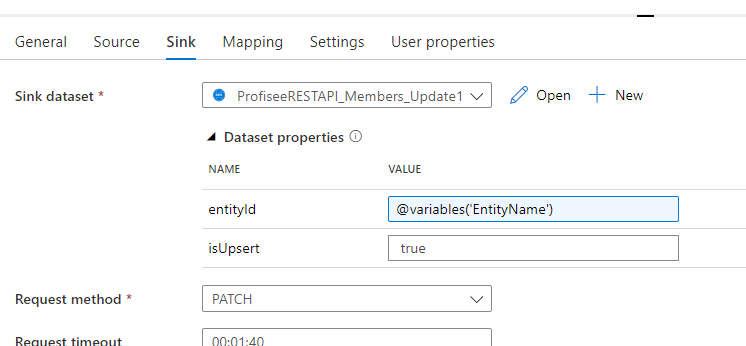 General Source Sink Mapping Settings User properties
Sink dataset * ProfiseeRESTAPI_Members_Update1 Open New
Dataset properties
NAME VALUE
entityId @variables('EntityName')
isUpsert true
Request method * PATCH
Request timeout 00:01:40